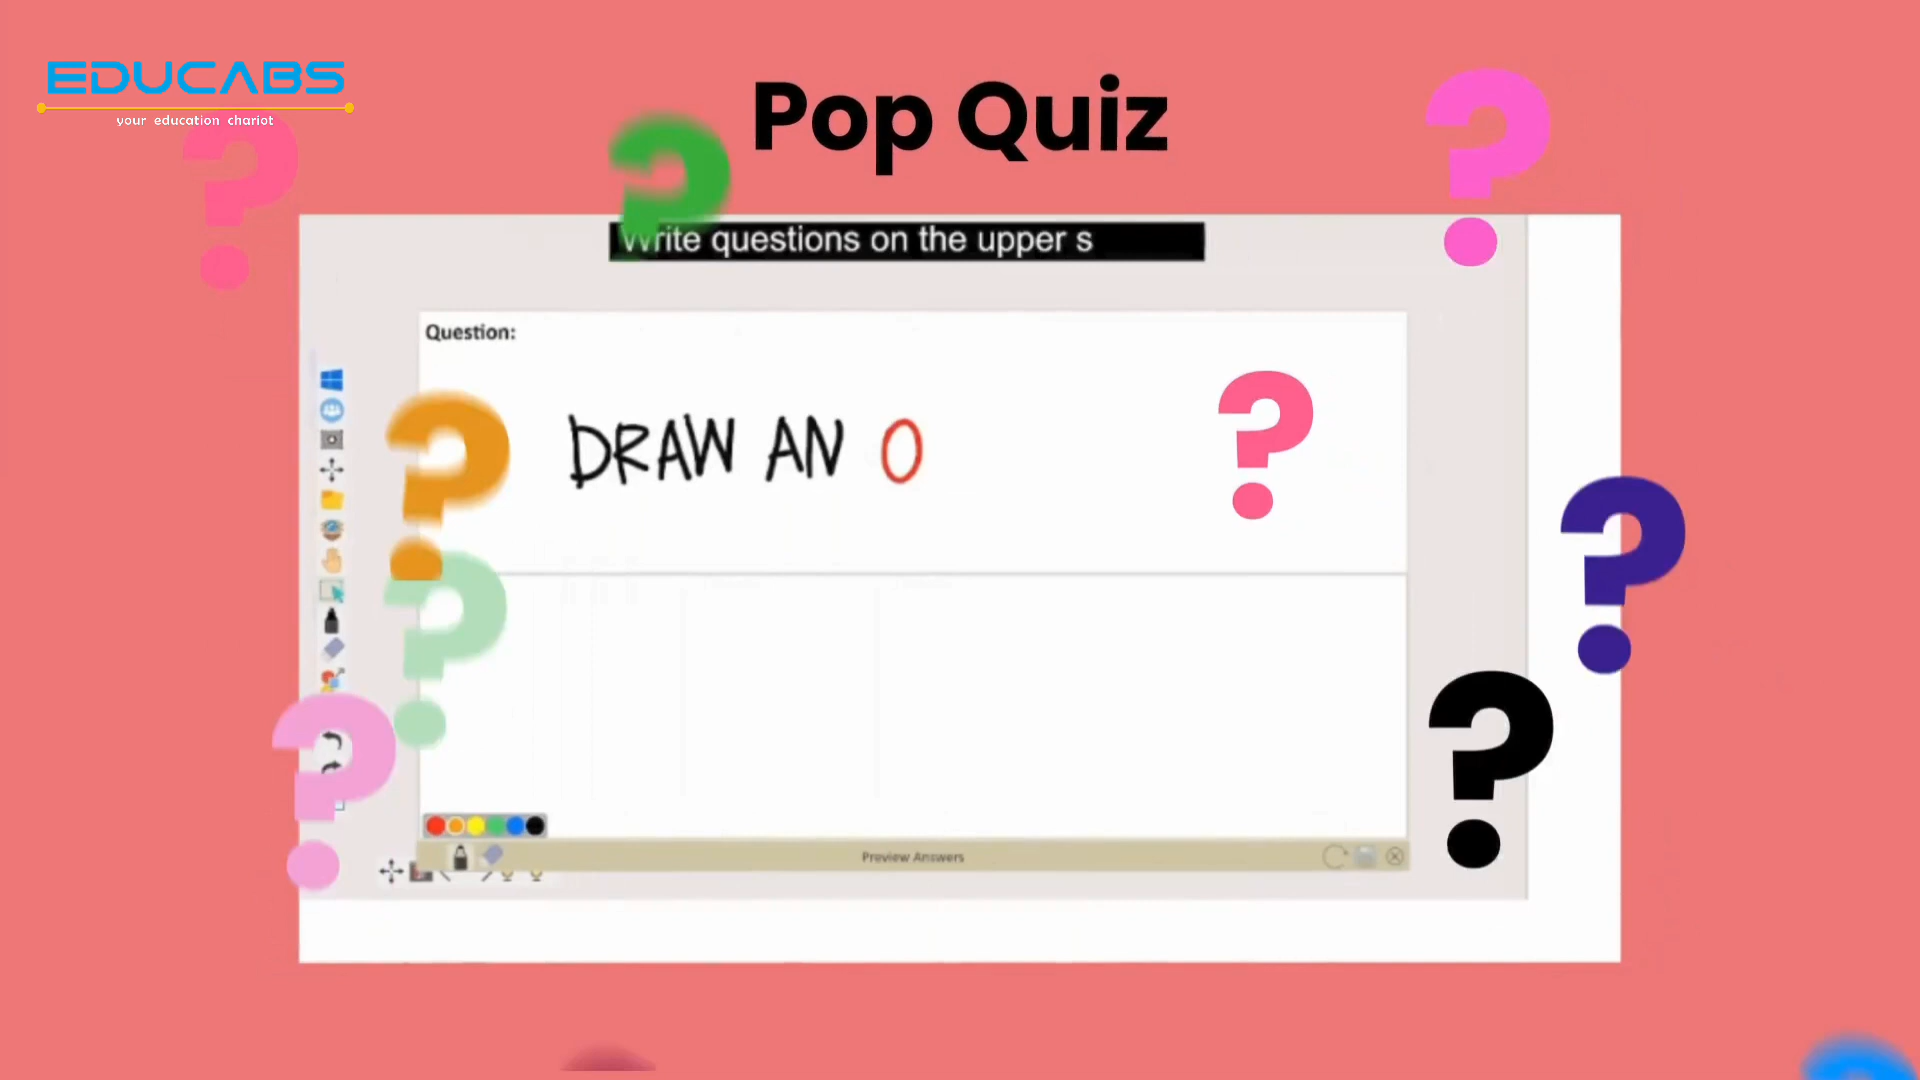 EDUCABS
your education chariot
Pop Quiz
Write questions on the upper s
Question:
DRAW AN O
Preview Answers